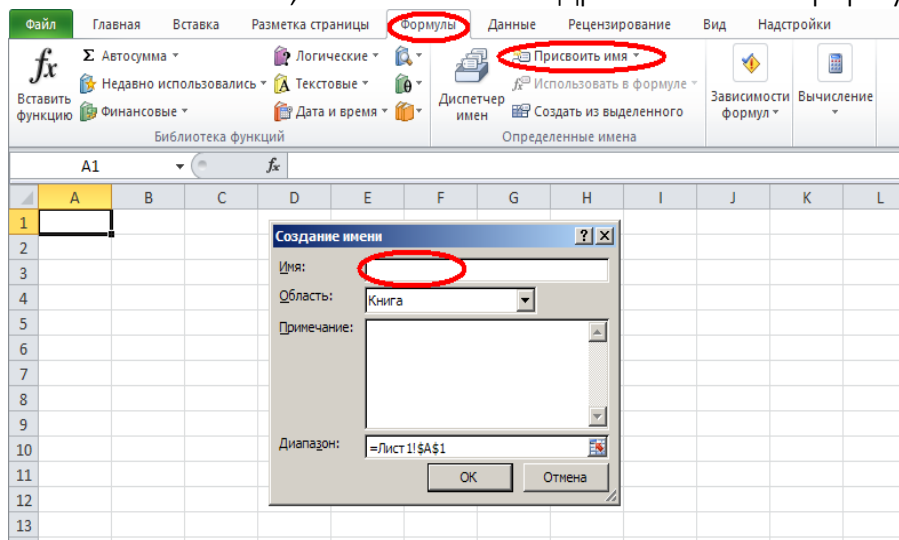 Файл Главная Вставка Разметка страницы Формулы Данные Рецензирование Вид Надстройки
Σ Автосумма Логические Присвоить имя
Недавно использовались Текстовые Использовать в формуле
Финансовые Дата и время Создать из выделенного
Вставить функцию Диспетчер имен Зависимости формул Вычисление
Библиотека функций Определенные имена
A1 fx
A B C D E F G H I J K L
1
2
3
4
5
6
7
8
9
10
11
12
13
Создание имени ? X
Имя:
Область: Книга
Примечание:
Диапазон: =Лист1!$A$1
ОК Отмена